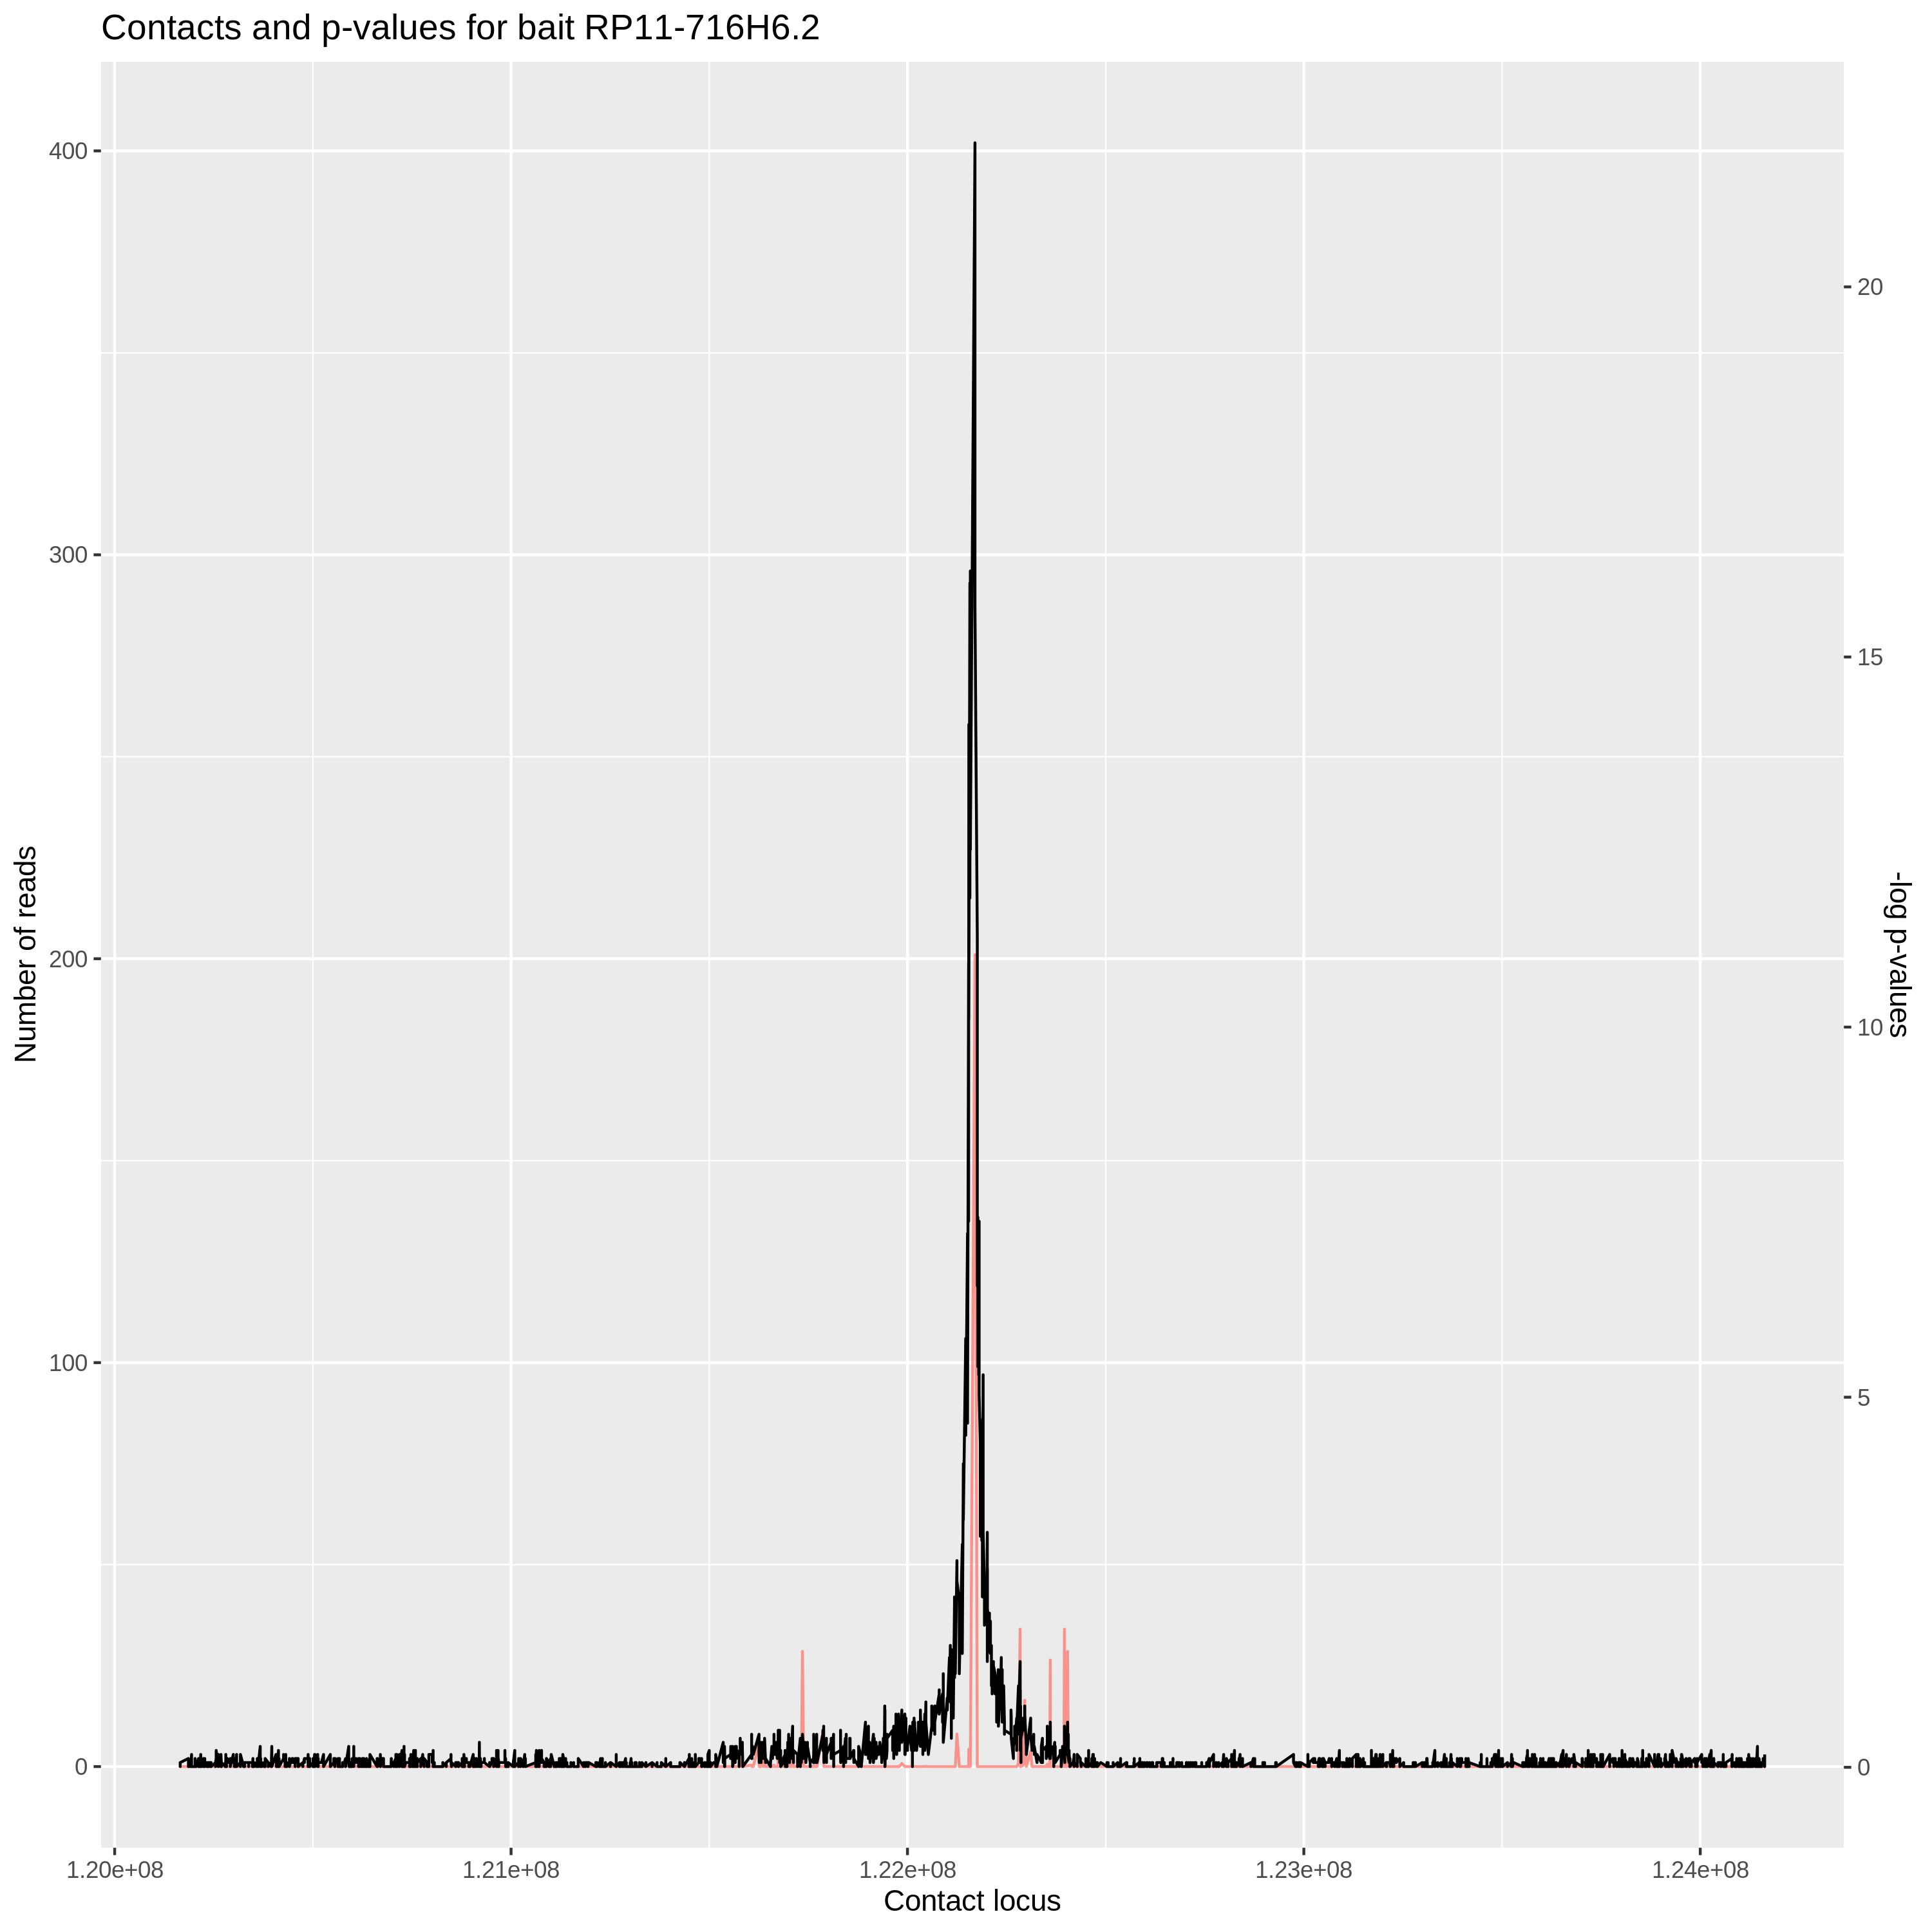 Contacts and p-values for bait RP11-716H6.2
400
300
200
100
0
Number of reads
20
15
10
5
0
-log p-values
1.20e+08 1.21e+08 1.22e+08 1.23e+08 1.24e+08
Contact locus